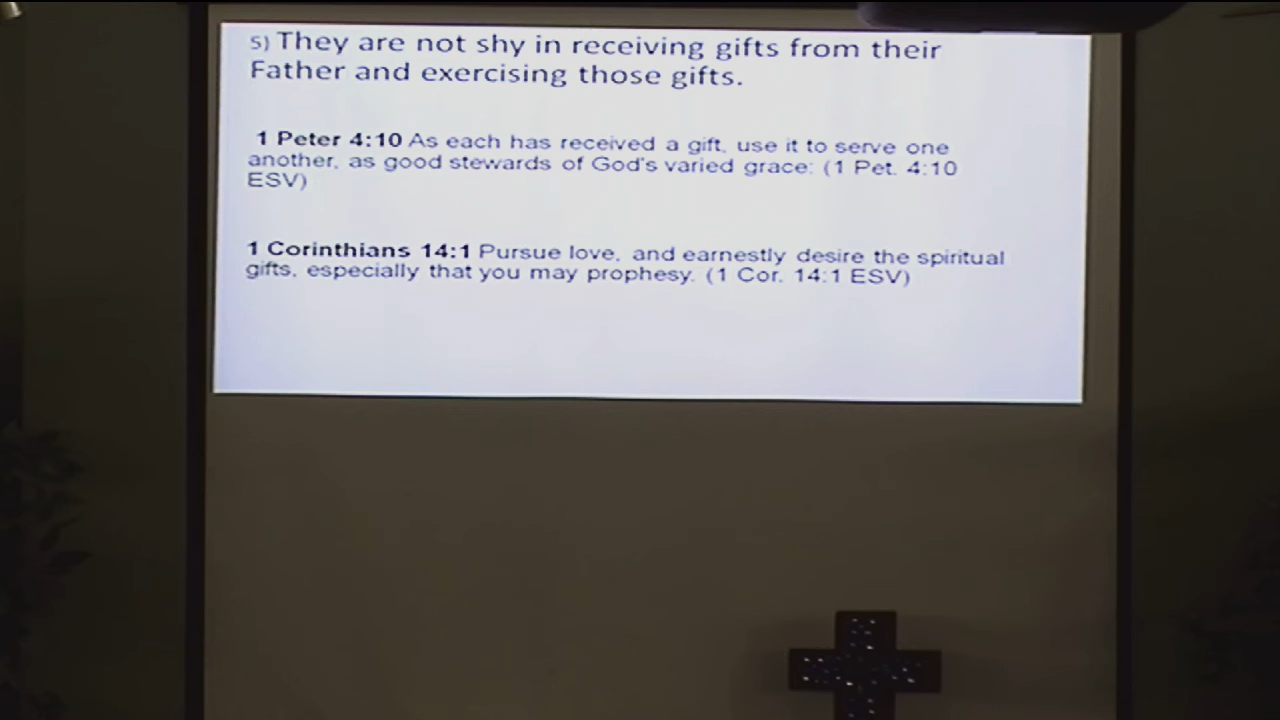 5) They are not shy in receiving gifts from their
Father and exercising those gifts.
1 Peter 4:10 As each has received a gift, use it to serve one
another, as good stewards of God's varied grace: (1 Pet. 4:10
ESV)
1 Corinthians 14:1 Pursue love, and earnestly desire the spiritual
gifts, especially that you may prophesy. (1 Cor. 14:1 ESV)